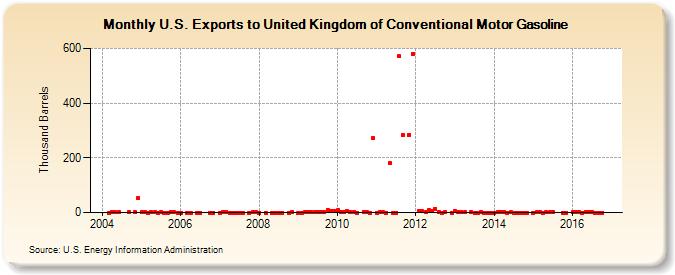 Monthly U.S. Exports to United Kingdom of Conventional Motor Gasoline
Thousand Barrels
600
400
200
0
2004 2006 2008 2010 2012 2014 2016
Source: U.S. Energy Information Administration